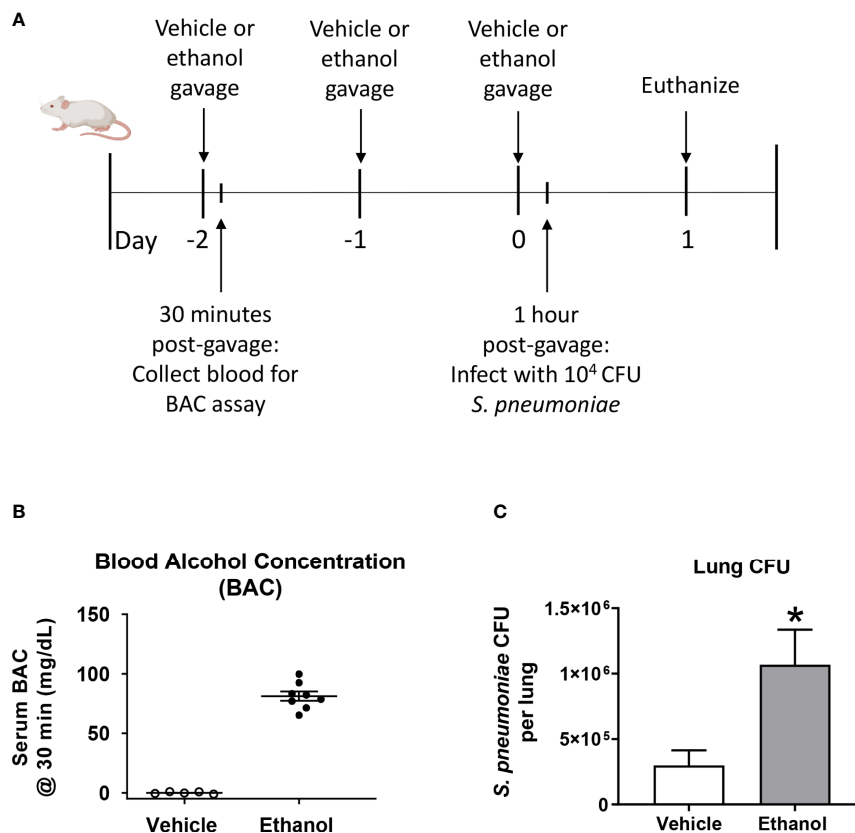 A
Vehicle or
ethanol
gavage
Vehicle or
ethanol
gavage
Vehicle or
ethanol
gavage
Euthanize
Day
-2
-1
0
1
30 minutes
post-gavage:
Collect blood for
BAC assay
1 hour
post-gavage:
Infect with 10⁴ CFU
S. pneumoniae
B
Blood Alcohol Concentration
(BAC)
Serum BAC
@ 30 min (mg/dL)
150
100
50
0
Vehicle
Ethanol
C
Lung CFU
S. pneumoniae CFU
per lung
1.5×10⁶
1×10⁶
5×10⁵
0
*
Vehicle
Ethanol